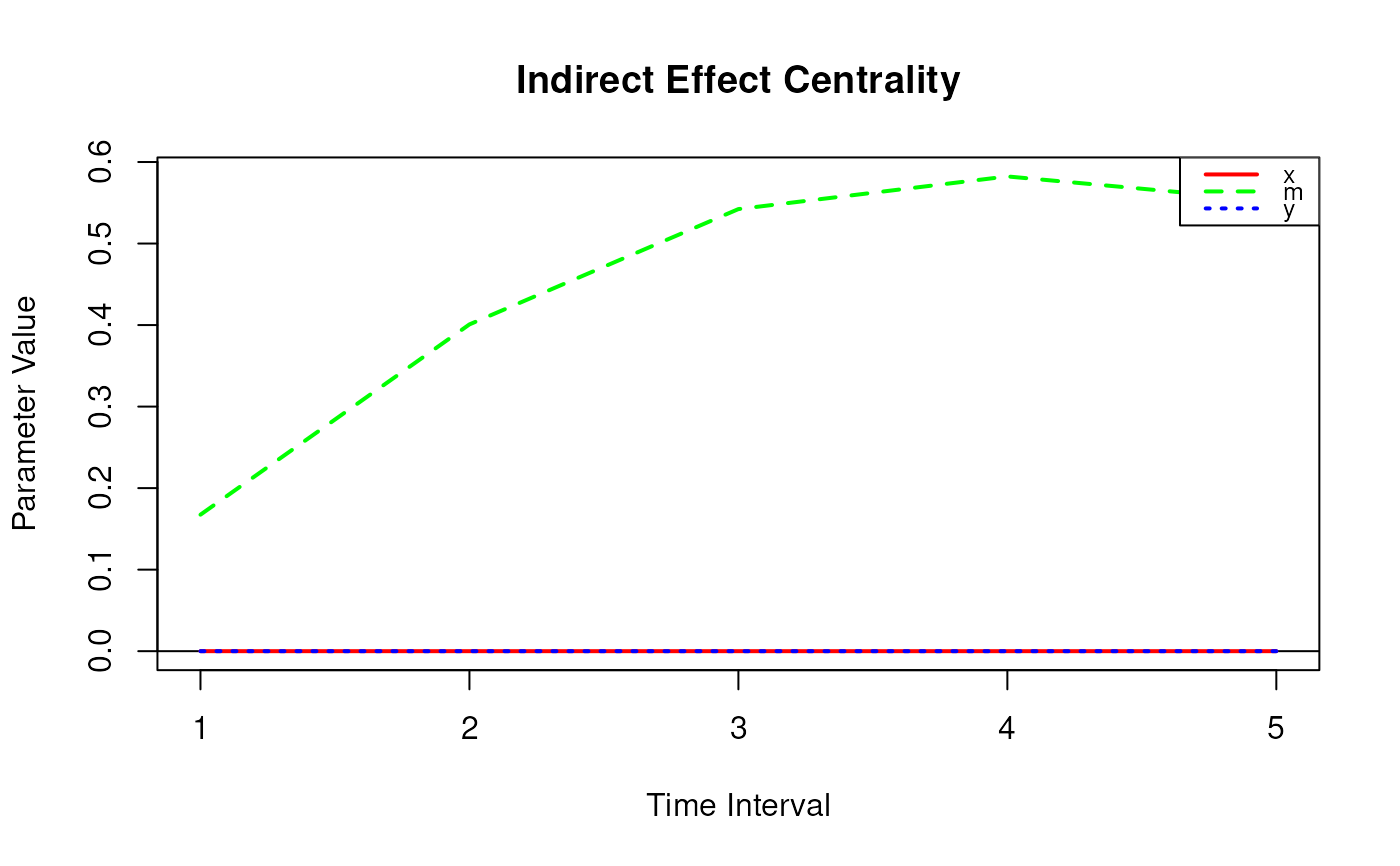 Indirect Effect Centrality
Parameter Value
0.6
0.5
0.4
0.3
0.2
0.1
0.0
x
m
y
1 2 3 4 5
Time Interval